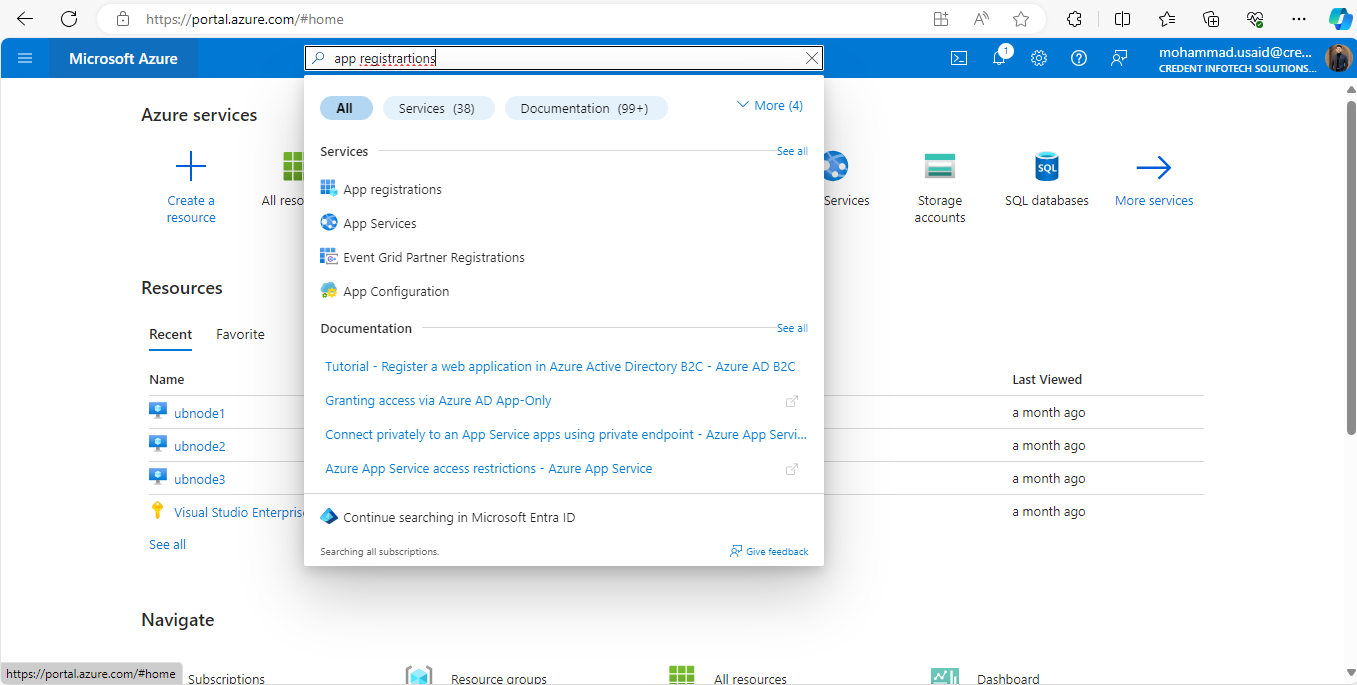 https://portal.azure.com/#home
Microsoft Azure
app registrartions
1
mohammad.usaid@cre...
CREDENT INFOTECH SOLUTIONS...
All
Services (38)
Documentation (99+)
More (4)
Azure services
Create a
resource
All reso
Services
Storage
accounts
SQL
SQL databases
More services
Services
See all
App registrations
App Services
Event Grid Partner Registrations
App Configuration
Documentation
See all
Tutorial - Register a web application in Azure Active Directory B2C - Azure AD B2C
Granting access via Azure AD App-Only
Connect privately to an App Service apps using private endpoint - Azure App Servi...
Azure App Service access restrictions - Azure App Service
Continue searching in Microsoft Entra ID
Searching all subscriptions.
Give feedback
Resources
Recent
Favorite
Name
Last Viewed
ubnode1
a month ago
ubnode2
a month ago
ubnode3
a month ago
Visual Studio Enterpris
a month ago
See all
Navigate
https://portal.azure.com/#home
Subscriptions
Resource groups
All resources
Dashboard